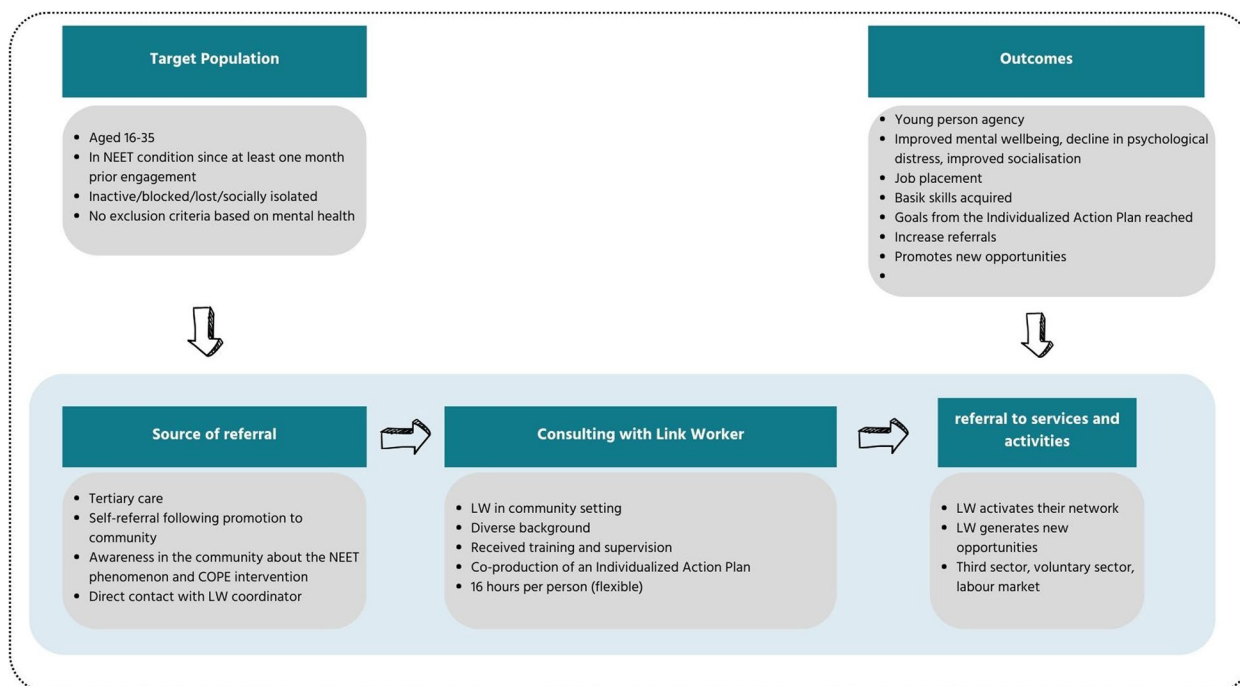 Target Population
• Aged 16-35
• In NEET condition since at least one month
prior engagement
• Inactive/blocked/lost/socially isolated
• No exclusion criteria based on mental health
Outcomes
• Young person agency
• Improved mental wellbeing, decline in psychological
distress, improved socialisation
• Job placement
• Basik skills acquired
• Goals from the Individualized Action Plan reached
• Increase referrals
• Promotes new opportunities
•
Source of referral
• Tertiary care
• Self-referral following promotion to
community
• Awareness in the community about the NEET
phenomenon and COPE intervention
• Direct contact with LW coordinator
Consulting with Link Worker
• LW in community setting
• Diverse background
• Received training and supervision
• Co-production of an Individualized Action Plan
• 16 hours per person (flexible)
referral to services and
activities
• LW activates their network
• LW generates new
opportunities
• Third sector, voluntary sector,
labour market